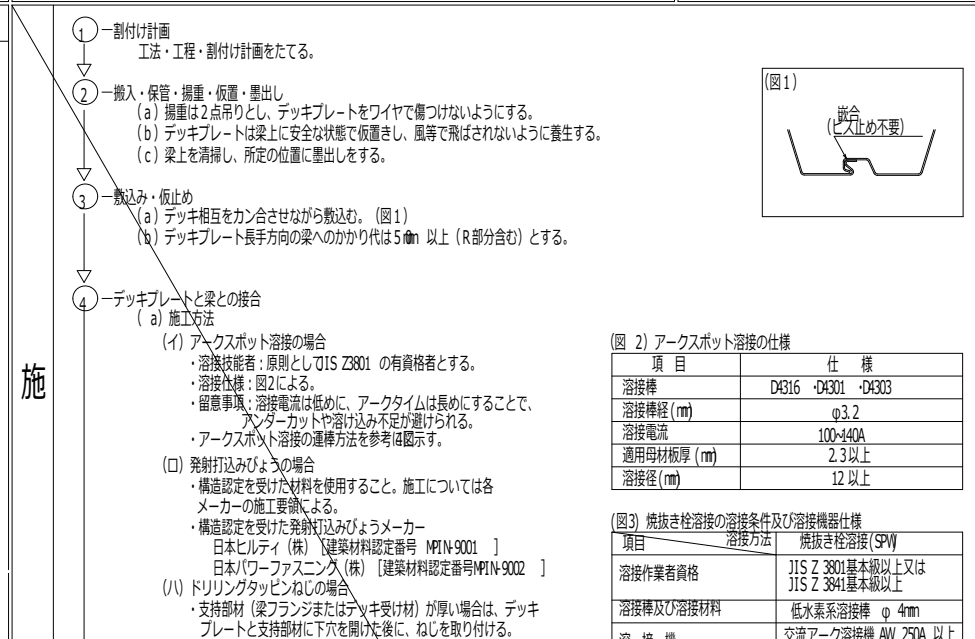 施
1 割付け計画
工法・工程・割付け計画をたてる。
2 搬入・保管・揚重・仮置・墨出し
(a) 揚重は2点吊りとし、デッキプレートをワイヤで傷つけないようにする。
(b) デッキプレートは梁上に安全な状態で仮置きし、風等で飛ばされないように養生する。
(c) 梁上を清掃し、所定の位置に墨出しをする。
3 敷込み・仮止め
(a) デッキ相互をカン合させながら敷込む。(図1)
(b) デッキプレート長手方向の梁へのかかり代は50mm 以上（R部分含む）とする。
(図1)
嵌合
(ビス止め不要)
4 デッキプレートと梁との接合
(a) 施工方法
(イ) アークスポット溶接の場合
・溶接技能者：原則としてJIS Z3801 の有資格者とする。
・溶接仕様：図2による。
・留意事項：溶接電流は低めに、アークタイムは長めにすることで、
アンダーカットや溶け込み不足が避けられる。
・アークスポット溶接の運棒方法を参考図4に示す。
(ロ) 発射打込みびょうの場合
・構造認定を受けた材料を使用すること。施工については各
メーカーの施工要領による。
・構造認定を受けた発射打込みびょうメーカー
日本ヒルティ（株）［建築材料認定番号 MPIN-9001 ］
日本パワーファスニング（株）［建築材料認定番号MPIN-9002 ］
(ハ) ドリリングタッピンねじの場合
・支持部材（梁フランジまたはデッキ受け材）が厚い場合は、デッキ
プレートと支持部材に下穴を開けた後に、ねじを取り付ける。
(図 2) アークスポット溶接の仕様
項 目 仕 様
溶接棒 D4316 ・D4301 ・D4303
溶接棒径(mm) φ3.2
溶接電流 100~140A
適用母材板厚(mm) 2.3以上
溶接径(mm) 12以上
(図3) 焼抜き栓溶接の溶接条件及び溶接機器仕様
項目 溶接方法 焼抜き栓溶接(SPW)
溶接作業者資格 JIS Z 3801基本級以上又は
JIS Z 3841基本級以上
溶接棒及び溶接材料 低水素系溶接棒 φ 4mm
溶 接 機 交流アーク溶接機 AW 250A 以上